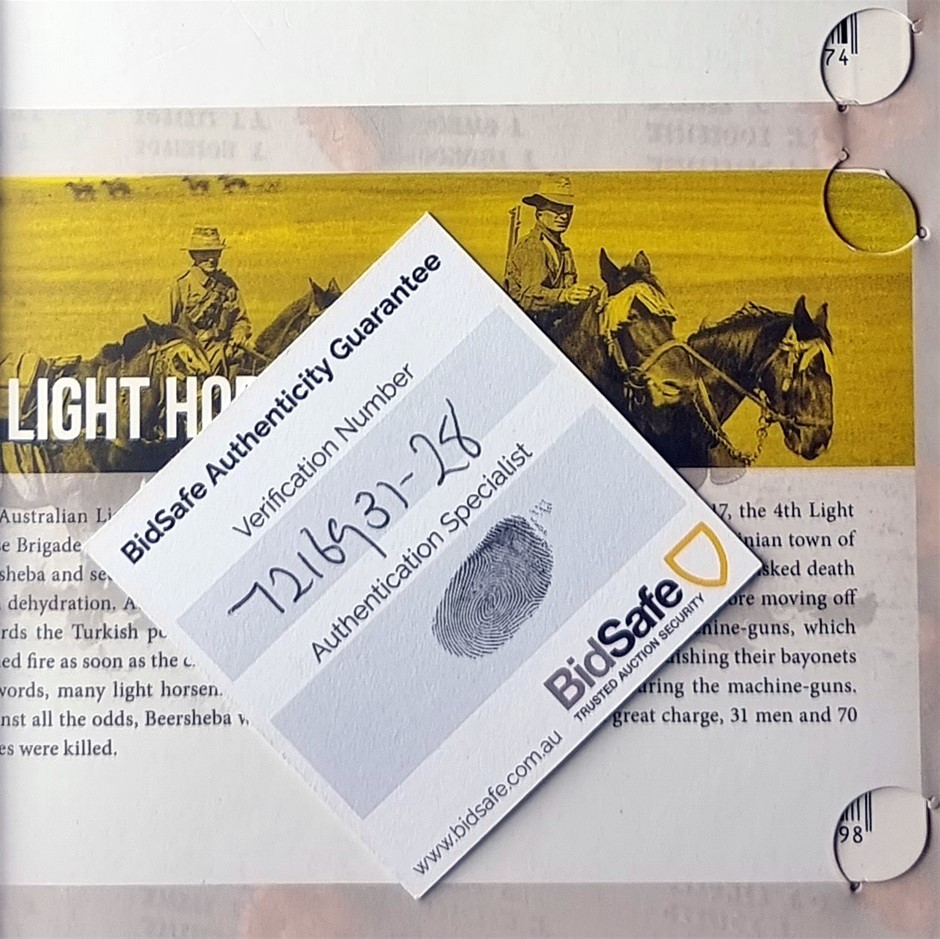 74
LIGHT HO
BidSafe Authenticity Guarantee
Verification Number
7216931-28
Authentication Specialist
BidSafe
TRUSTED AUCTION SECURITY
www.bidsafe.com.au
Australian Li
e Brigade
sheba and se
dehydration. A
rds the Turkish
ed fire as soon as the
words, many light horsen
nst all the odds, Beersheba
es were killed.
17, the 4th Light
inian town of
sked death
ore moving off
hine-guns, which
ishing their bayonets
uring the machine-guns.
great charge, 31 men and 70
98